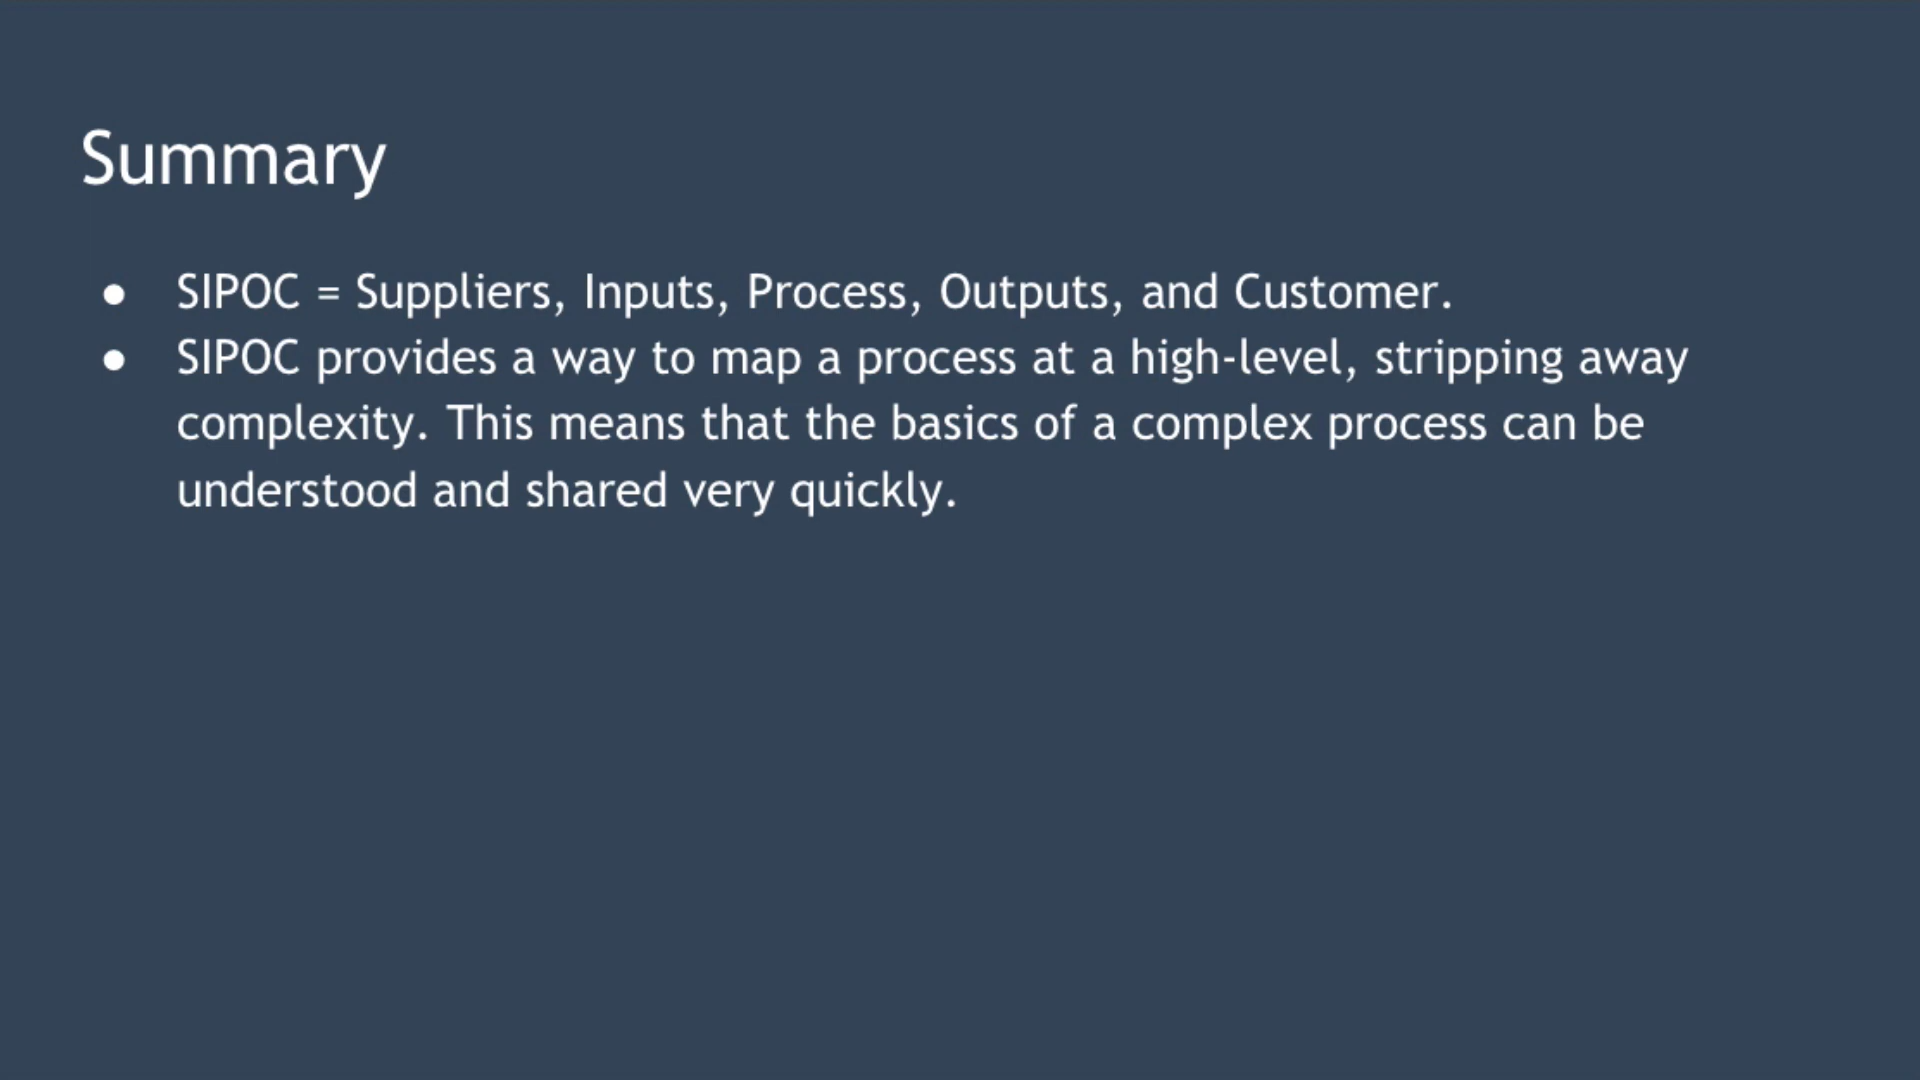 Summary
● SIPOC = Suppliers, Inputs, Process, Outputs, and Customer.
● SIPOC provides a way to map a process at a high-level, stripping away
complexity. This means that the basics of a complex process can be
understood and shared very quickly.